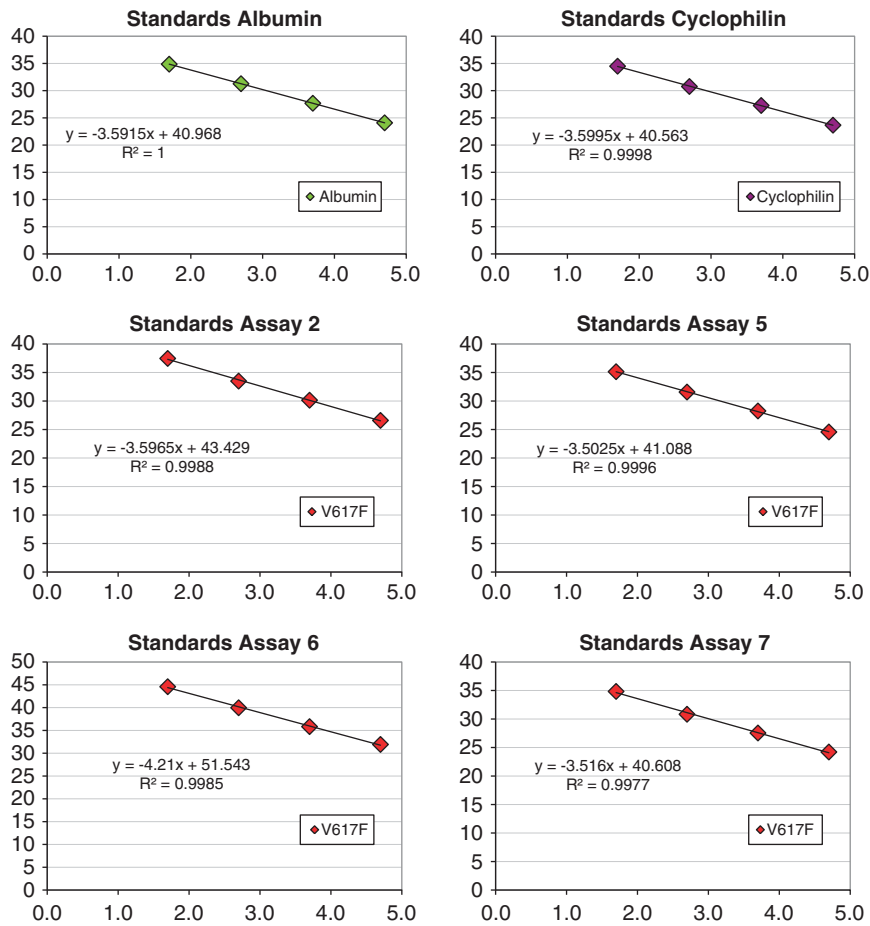 Standards Albumin
40
35
30
25
20
15
10
5
0
y = -3.5915x + 40.968
R² = 1
Albumin
0.0 1.0 2.0 3.0 4.0 5.0
Standards Cyclophilin
40
35
30
25
20
15
10
5
0
y = -3.5995x + 40.563
R² = 0.9998
Cyclophilin
0.0 1.0 2.0 3.0 4.0 5.0
Standards Assay 2
40
35
30
25
20
15
10
5
0
y = -3.5965x + 43.429
R² = 0.9988
V617F
0.0 1.0 2.0 3.0 4.0 5.0
Standards Assay 5
40
35
30
25
20
15
10
5
0
y = -3.5025x + 41.088
R² = 0.9996
V617F
0.0 1.0 2.0 3.0 4.0 5.0
Standards Assay 6
50
45
40
35
30
25
20
15
10
5
0
y = -4.21x + 51.543
R² = 0.9985
V617F
0.0 1.0 2.0 3.0 4.0 5.0
Standards Assay 7
40
35
30
25
20
15
10
5
0
y = -3.516x + 40.608
R² = 0.9977
V617F
0.0 1.0 2.0 3.0 4.0 5.0